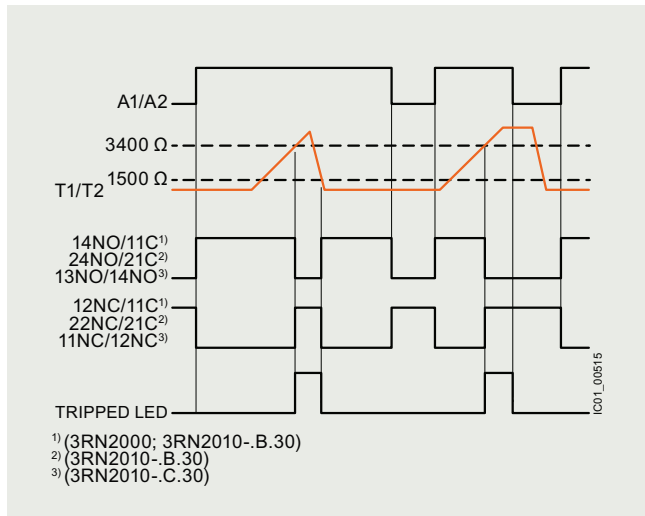 A1/A2
3400 Ω
1500 Ω
T1/T2
14NO/11C¹⁾
24NO/21C²⁾
13NO/14NO³⁾
12NC/11C¹⁾
22NC/21C²⁾
11NC/12NC³⁾
TRIPPED LED
IC01_00515
¹⁾ (3RN2000; 3RN2010-.B.30)
²⁾ (3RN2010-.B.30)
³⁾ (3RN2010-.C.30)